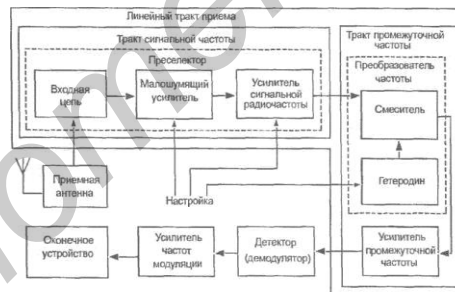 Линейный тракт приема
Тракт сигнальной частоты
Преселектор
Входная
цепь
Малошумящий
усилитель
Усилитель
сигнальной
радиочастоты
Тракт промежуточной
частоты
Преобразователь
частоты
Смеситель
Гетеродин
Приемная
антенна
Настройка
Оконечное
устройство
Усилитель
частот
модуляции
Детектор
(демодулятор)
Усилитель
промежуточной
частоты